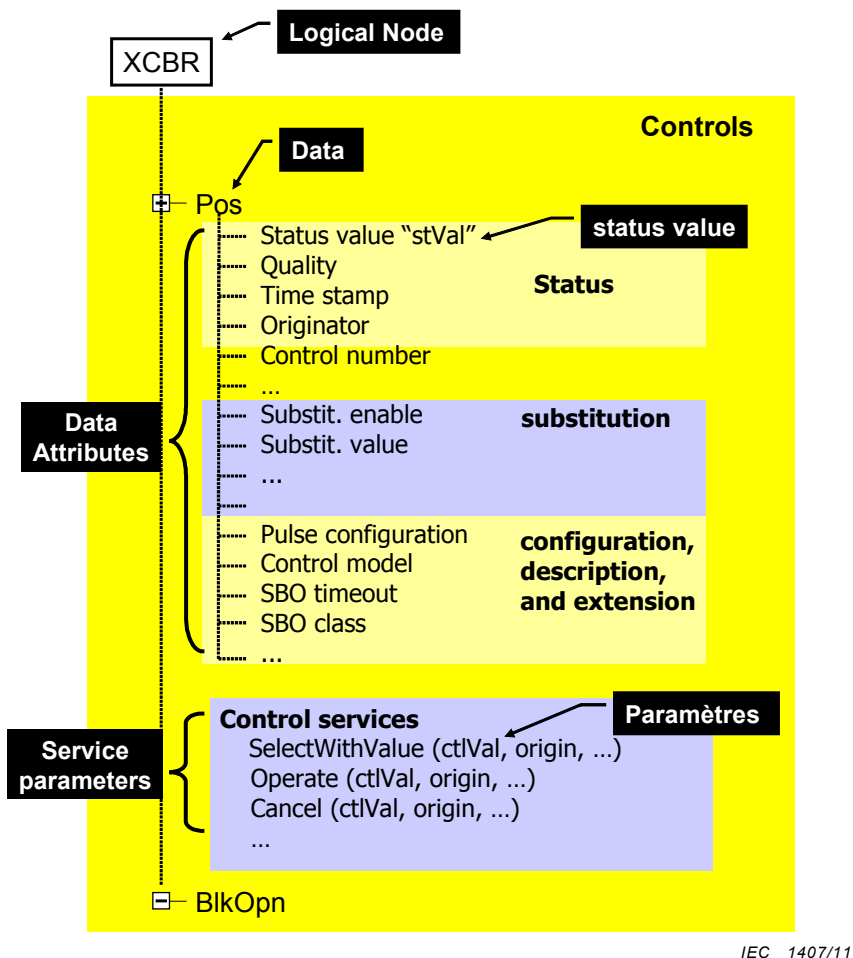 Logical Node
XCBR
Controls
Data
Pos
status value
Status value “stVal”
Quality
Time stamp
Status
Originator
Control number
...
Data
Attributes
Substit. enable
substitution
Substit. value
...
Pulse configuration
configuration,
Control model
description,
SBO timeout
and extension
SBO class
...
Paramètres
Control services
Service
parameters
SelectWithValue (ctlVal, origin, ...)
Operate (ctlVal, origin, ...)
Cancel (ctlVal, origin, ...)
...
BlkOpn
IEC 1407/11